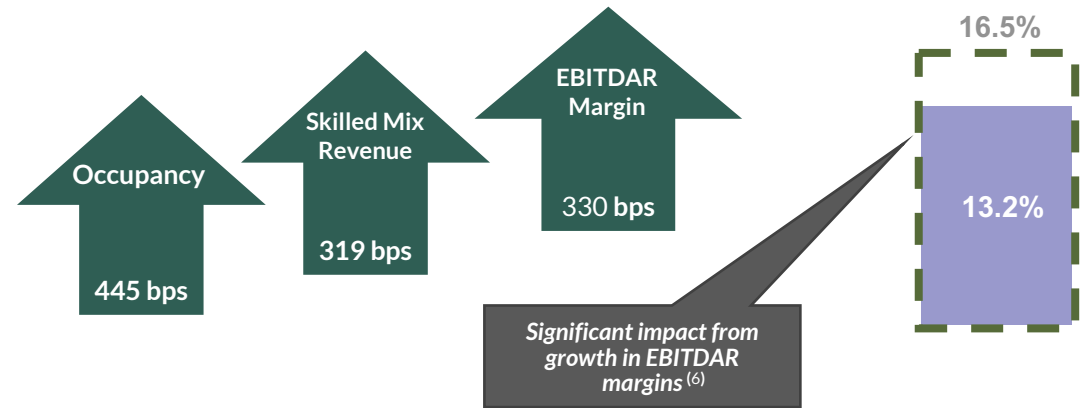 Occupancy
445 bps
Skilled Mix
Revenue
319 bps
EBITDAR
Margin
330 bps
Significant impact from
growth in EBITDAR
margins (6)
16.5%
13.2%